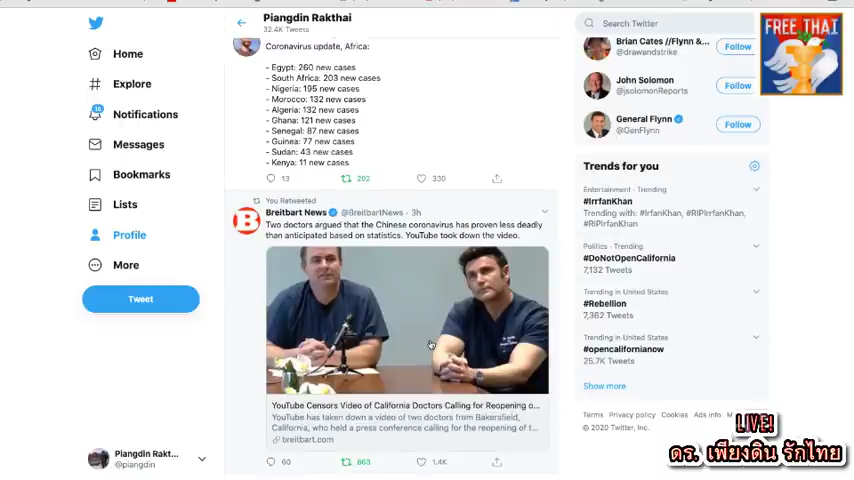 Home
Explore
18
Notifications
Messages
Bookmarks
Lists
Profile
More
Tweet
Piangdin Rakt...
@piangdin
Piangdin Rakthai
32.4K Tweets
Coronavirus update, Africa:
- Egypt: 260 new cases
- South Africa: 203 new cases
- Nigeria: 195 new cases
- Morocco: 132 new cases
- Algeria: 132 new cases
- Ghana: 121 new cases
- Senegal: 87 new cases
- Guinea: 77 new cases
- Sudan: 43 new cases
- Kenya: 11 new cases
13 202 330
You Retweeted
B
Breitbart News @BreitbartNews · 3h
Two doctors argued that the Chinese coronavirus has proven less deadly
than anticipated based on statistics. YouTube took down the video.
YouTube Censors Video of California Doctors Calling for Reopening o...
YouTube has taken down a video of two doctors from Bakersfield,
California, who held a press conference calling for the reopening of t...
breitbart.com
60 863 1.4K
Search Twitter
Brian Cates //Flynn &...
@drawandstrike
Follow
John Solomon
@jsolomonReports
Follow
General Flynn
@GenFlynn
Follow
Trends for you
Entertainment · Trending
#IrrfanKhan
Trending with: #IrfanKhan, #RIPIrrfanKhan,
#RIPIrfanKhan
Politics · Trending
#DoNotOpenCalifornia
7,132 Tweets
Trending in United States
#Rebellion
7,362 Tweets
Trending in United States
#opencalifornianow
25.7K Tweets
Show more
Terms Privacy policy Cookies Ads info
© 2020 Twitter, Inc.
FREE THAI
LIVE!
ดร. เพียงดิน รักไทย